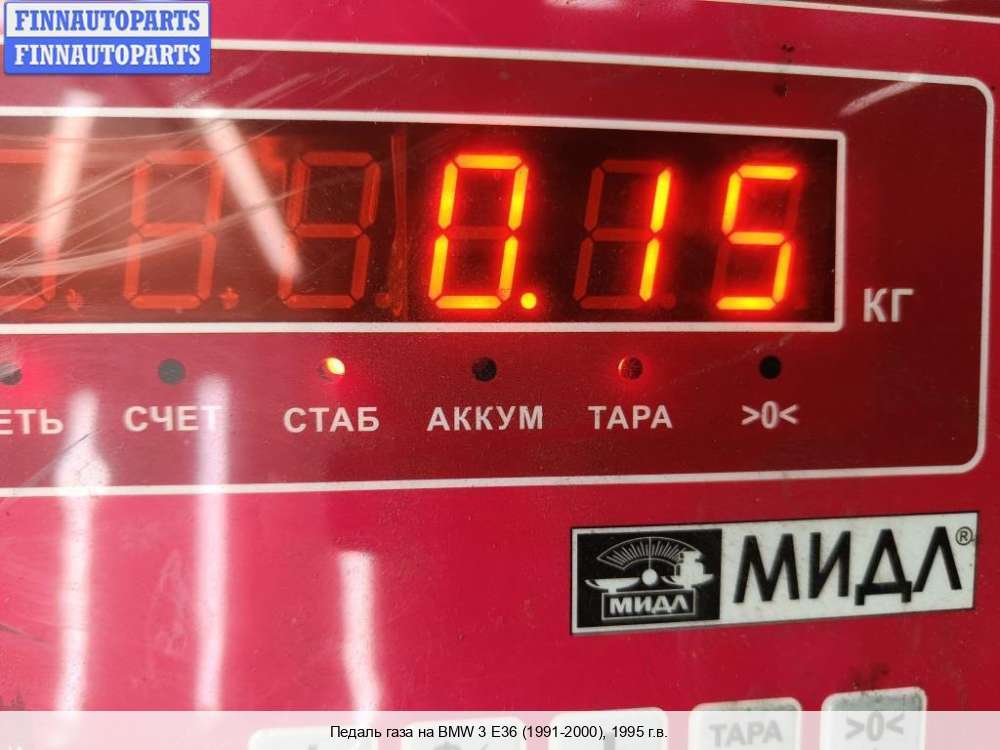 FINNAUTOPARTS
FINNAUTOPARTS
0.15
КГ
ЕТЬ СЧЕТ СТАБ АККУМ ТАРА >0<
МИДЛ МИДЛ®
ТАРА >0<
Педаль газа на BMW 3 E36 (1991-2000), 1995 г.в.